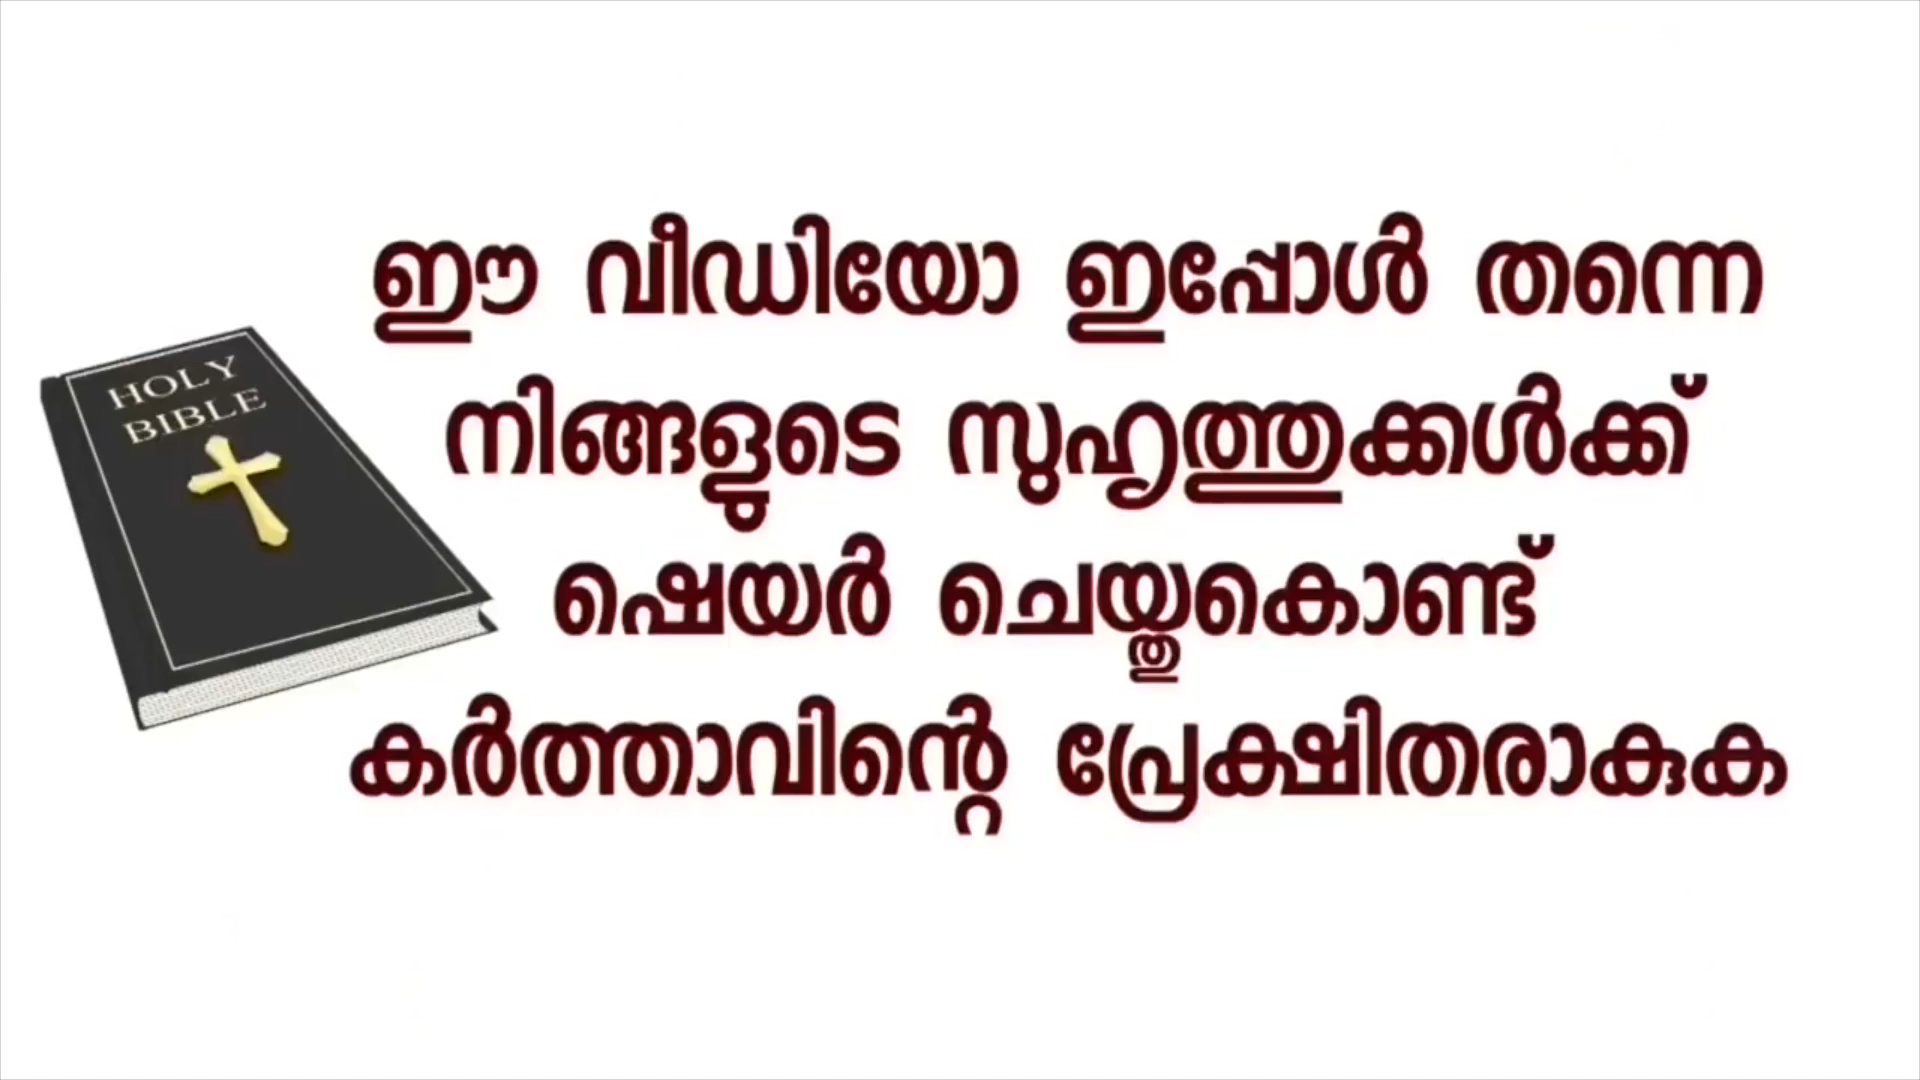 HOLY
BIBLE
ഈ വീഡിയോ ഇപ്പോൾ തന്നെ
നിങ്ങളുടെ സുഹൃത്തുക്കൾക്ക്
ഷെയർ ചെയ്തുകൊണ്ട്
കർത്താവിന്റെ പ്രേക്ഷിതരാകുക